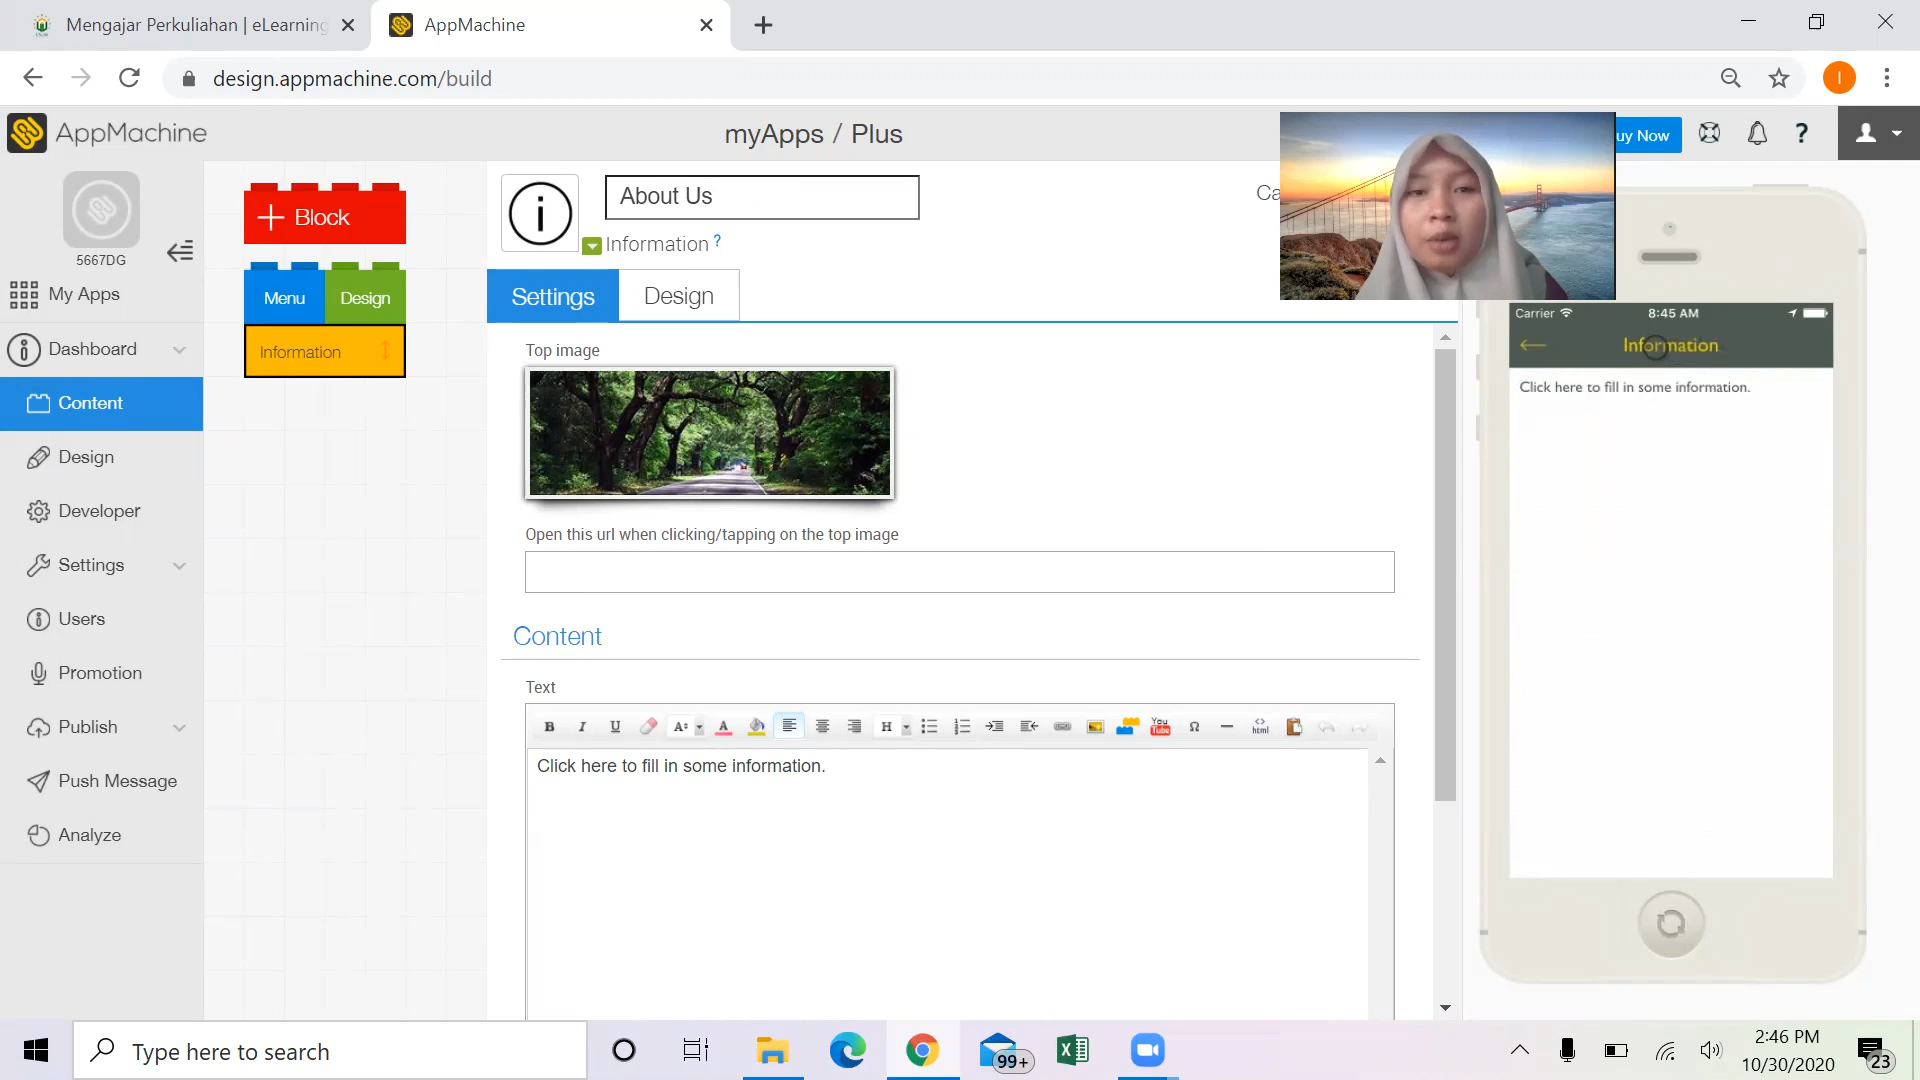 Mengajar Perkuliahan | eLearning
AppMachine
design.appmachine.com/build
I
AppMachine
myApps / Plus
uy Now
?
5667DG
My Apps
Dashboard
Content
Design
Developer
Settings
Users
Promotion
Publish
Push Message
Analyze
Block
Menu
Design
Information
About Us
Information ?
Ca
Settings
Design
Top image
Open this url when clicking/tapping on the top image
Content
Text
B I U A A H You Tube Ω html
Click here to fill in some information.
Carrier
8:45 AM
Information
Click here to fill in some information.
Type here to search
99+
2:46 PM
10/30/2020
23